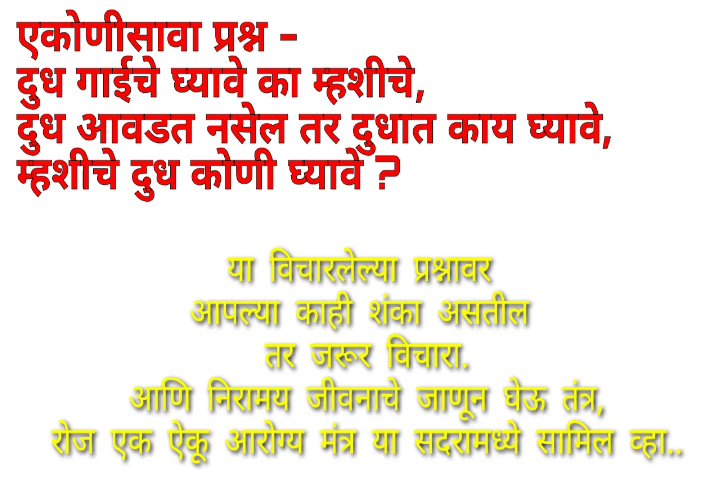 एकोणीसावा प्रश्न -
दुध गाईचे घ्यावे का म्हशीचे,
दुध आवडत नसेल तर दुधात काय घ्यावे,
म्हशीचे दुध कोणी घ्यावे ?
या विचारलेल्या प्रश्नावर
आपल्या काही शंका असतील
तर जरूर विचारा.
आणि निरामय जीवनाचे जाणून घेऊ तंत्र,
रोज एक ऐकू आरोग्य मंत्र या सदरामध्ये सामिल व्हा..